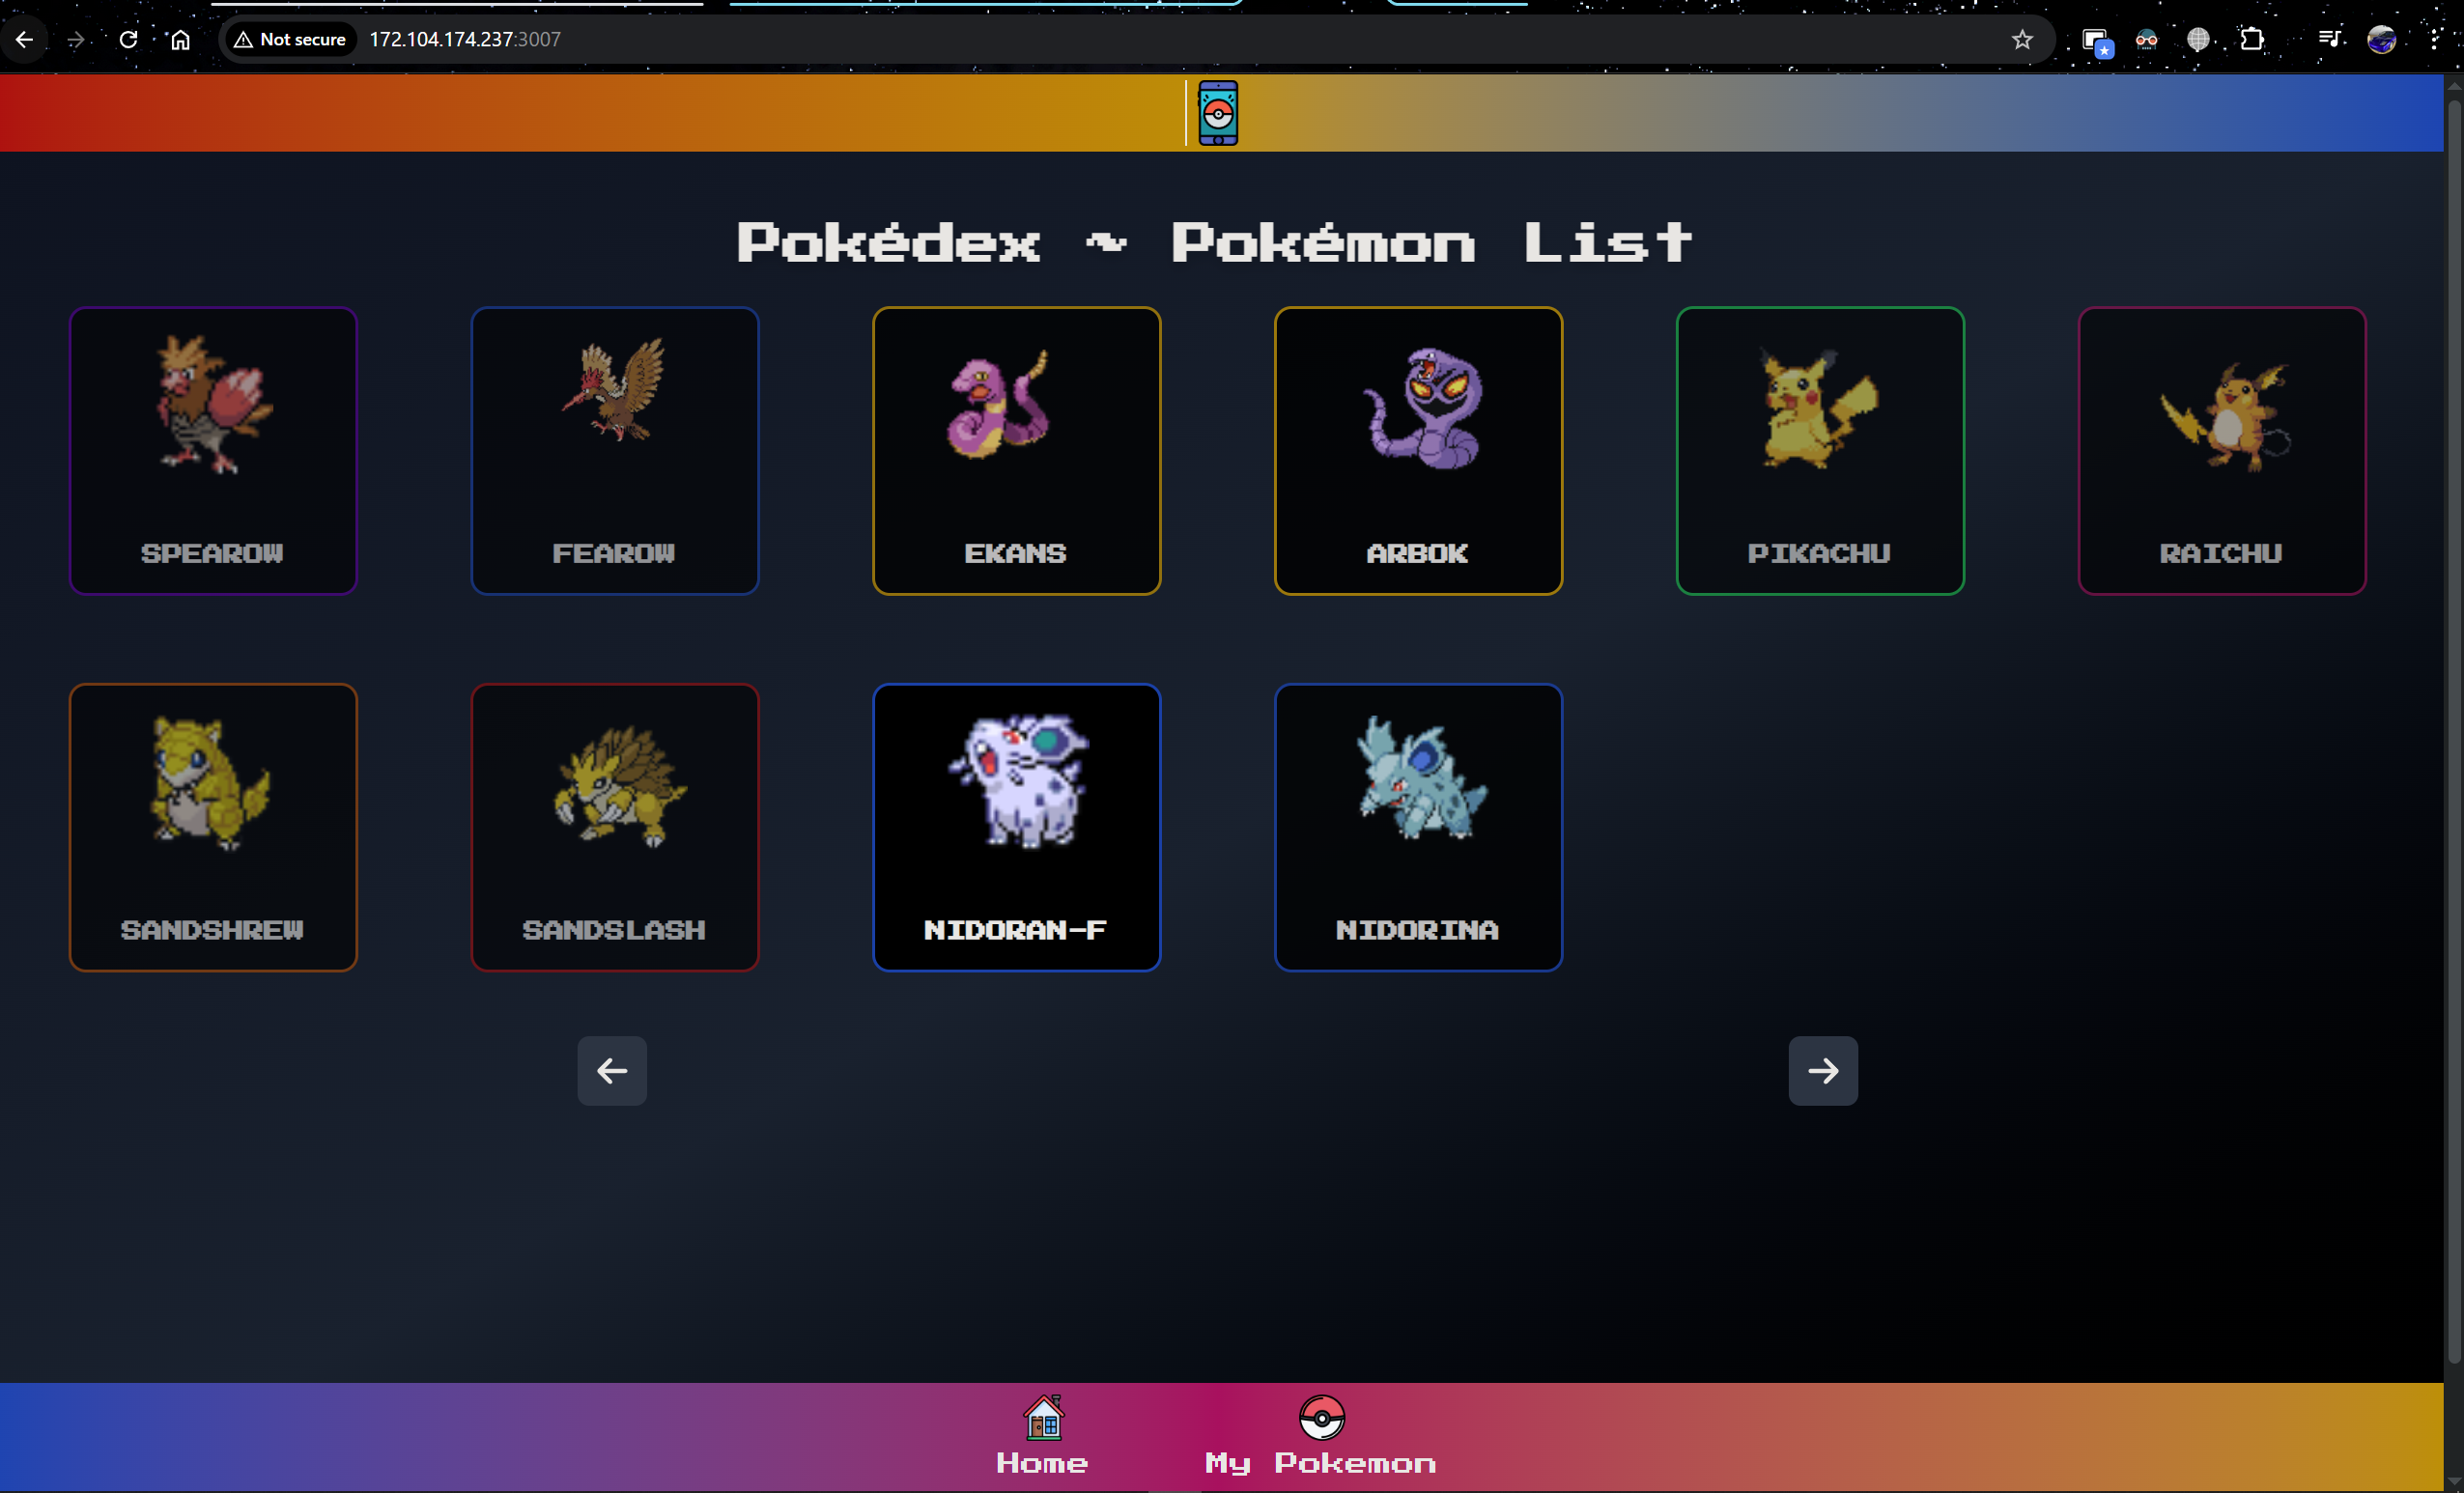 Not secure 172.104.174.237:3007
Pokédex ~ Pokémon List
SPEAROW FEAROW EKANS ARBOK PIKACHU RAICHU
SANDSHREW SANDSLASH NIDORAN-F NIDORINA
Home My Pokemon